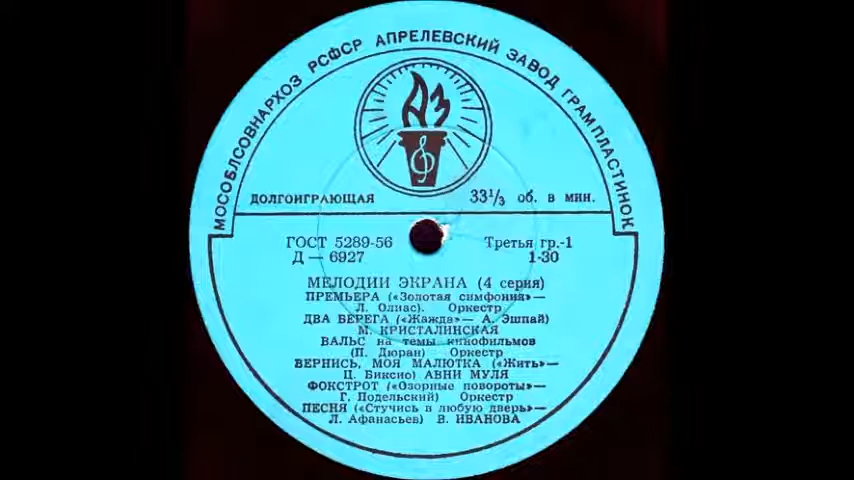 МОСОБЛСОВНАРХОЗ РСФСР АПРЕЛЕВСКИЙ ЗАВОД ГРАМПЛАСТИНОК
АЗ
ДОЛГОИГРАЮЩАЯ 33⅓ об. в мин.
ГОСТ 5289-56 Третья гр.-1
Д — 6927 1-30
МЕЛОДИИ ЭКРАНА (4 серия)
ПРЕМЬЕРА («Золотая симфония»—
Л. Олиас). Оркестр
ДВА БЕРЕГА («Жажда»— А. Эшпай)
М. КРИСТАЛИНСКАЯ
ВАЛЬС на темы кинофильмов
(П. Дюран) Оркестр
ВЕРНИСЬ, МОЯ МАЛЮТКА («Жить»—
Ц. Биксио) АВНИ МУЛЯ
ФОКСТРОТ («Озорные повороты»—
Г. Подельский) Оркестр
ПЕСНЯ («Стучись в любую дверь»—
Л. Афанасьев) В. ИВАНОВА